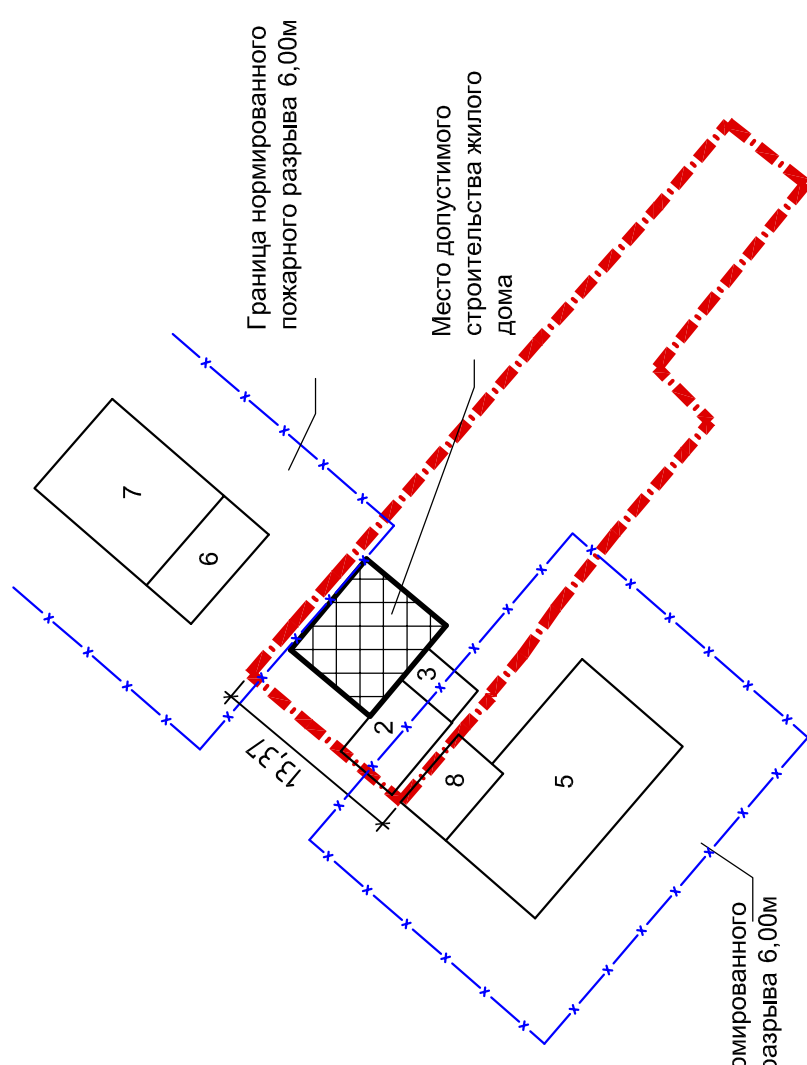 Граница нормированного
пожарного разрыва 6,00м
Место допустимого
строительства жилого
дома
7
6
3
2
13,37
8
5
6,00м